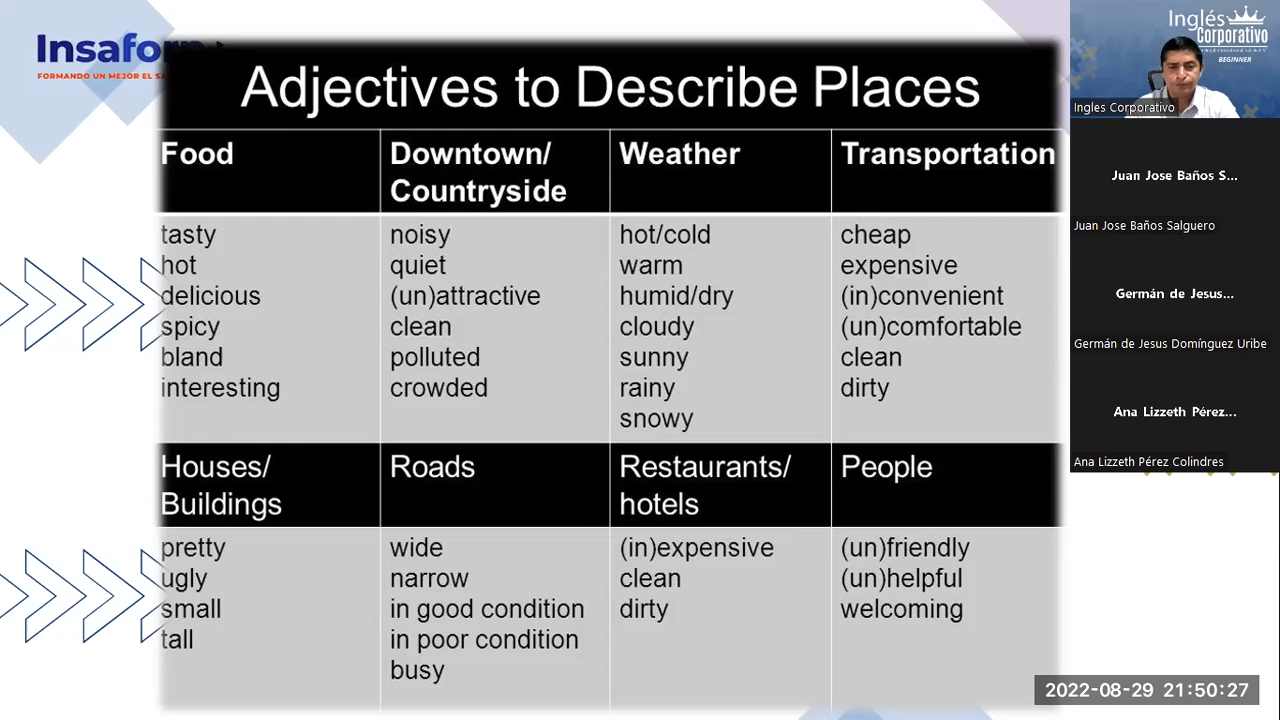 Insaforp
FORMANDO UN MEJOR EL SA
Adjectives to Describe Places
Food
Downtown/
Countryside
Weather
Transportation
tasty
hot
delicious
spicy
bland
interesting
noisy
quiet
(un)attractive
clean
polluted
crowded
hot/cold
warm
humid/dry
cloudy
sunny
rainy
snowy
cheap
expensive
(in)convenient
(un)comfortable
clean
dirty
Houses/
Buildings
Roads
Restaurants/
hotels
People
pretty
ugly
small
tall
wide
narrow
in good condition
in poor condition
busy
(in)expensive
clean
dirty
(un)friendly
(un)helpful
welcoming
Inglés
Corporativo
BEGINNER
Ingles Corporativo
Juan Jose Baños S...
Juan Jose Baños Salguero
Germán de Jesus...
Germán de Jesus Domínguez Uribe
Ana Lizzeth Pérez...
Ana Lizzeth Pérez Colindres
2022-08-29 21:50:27